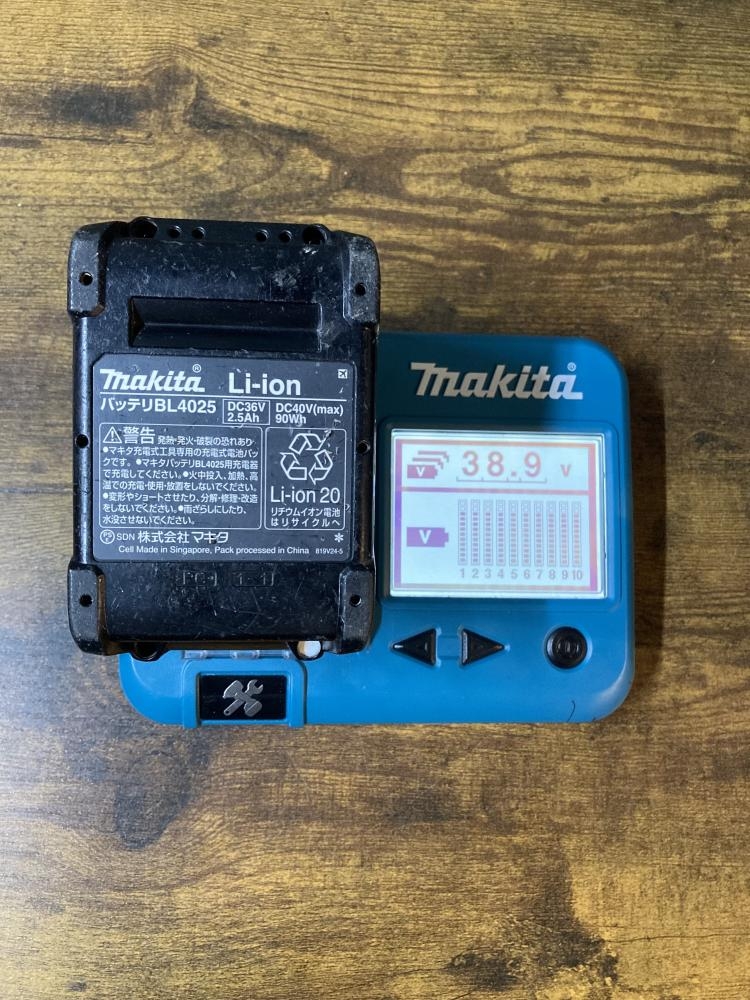 makita® Li-ion
バッテリBL4025
DC36V
2.5Ah
DC40V(max)
90Wh
警告 発熱・発火・破裂の恐れあり
●マキタ充電式工具専用の充電式電池パッ
クです。●マキタバッテリBL4025用充電器
で充電してください。●火中投入、加熱、高
温での充電・使用・放置をしないでください。
●変形やショートさせたり、分解・修理・改造
をしないでください。●雨ざらしにしたり、
水没させないでください。
Li-ion 20
リチウムイオン電池
はリサイクルへ
PS E SDN 株式会社マキタ
Cell Made in Singapore, Pack processed in China 819V24-5
makita®
V 38.9 V
V
1 2 3 4 5 6 7 8 9 10